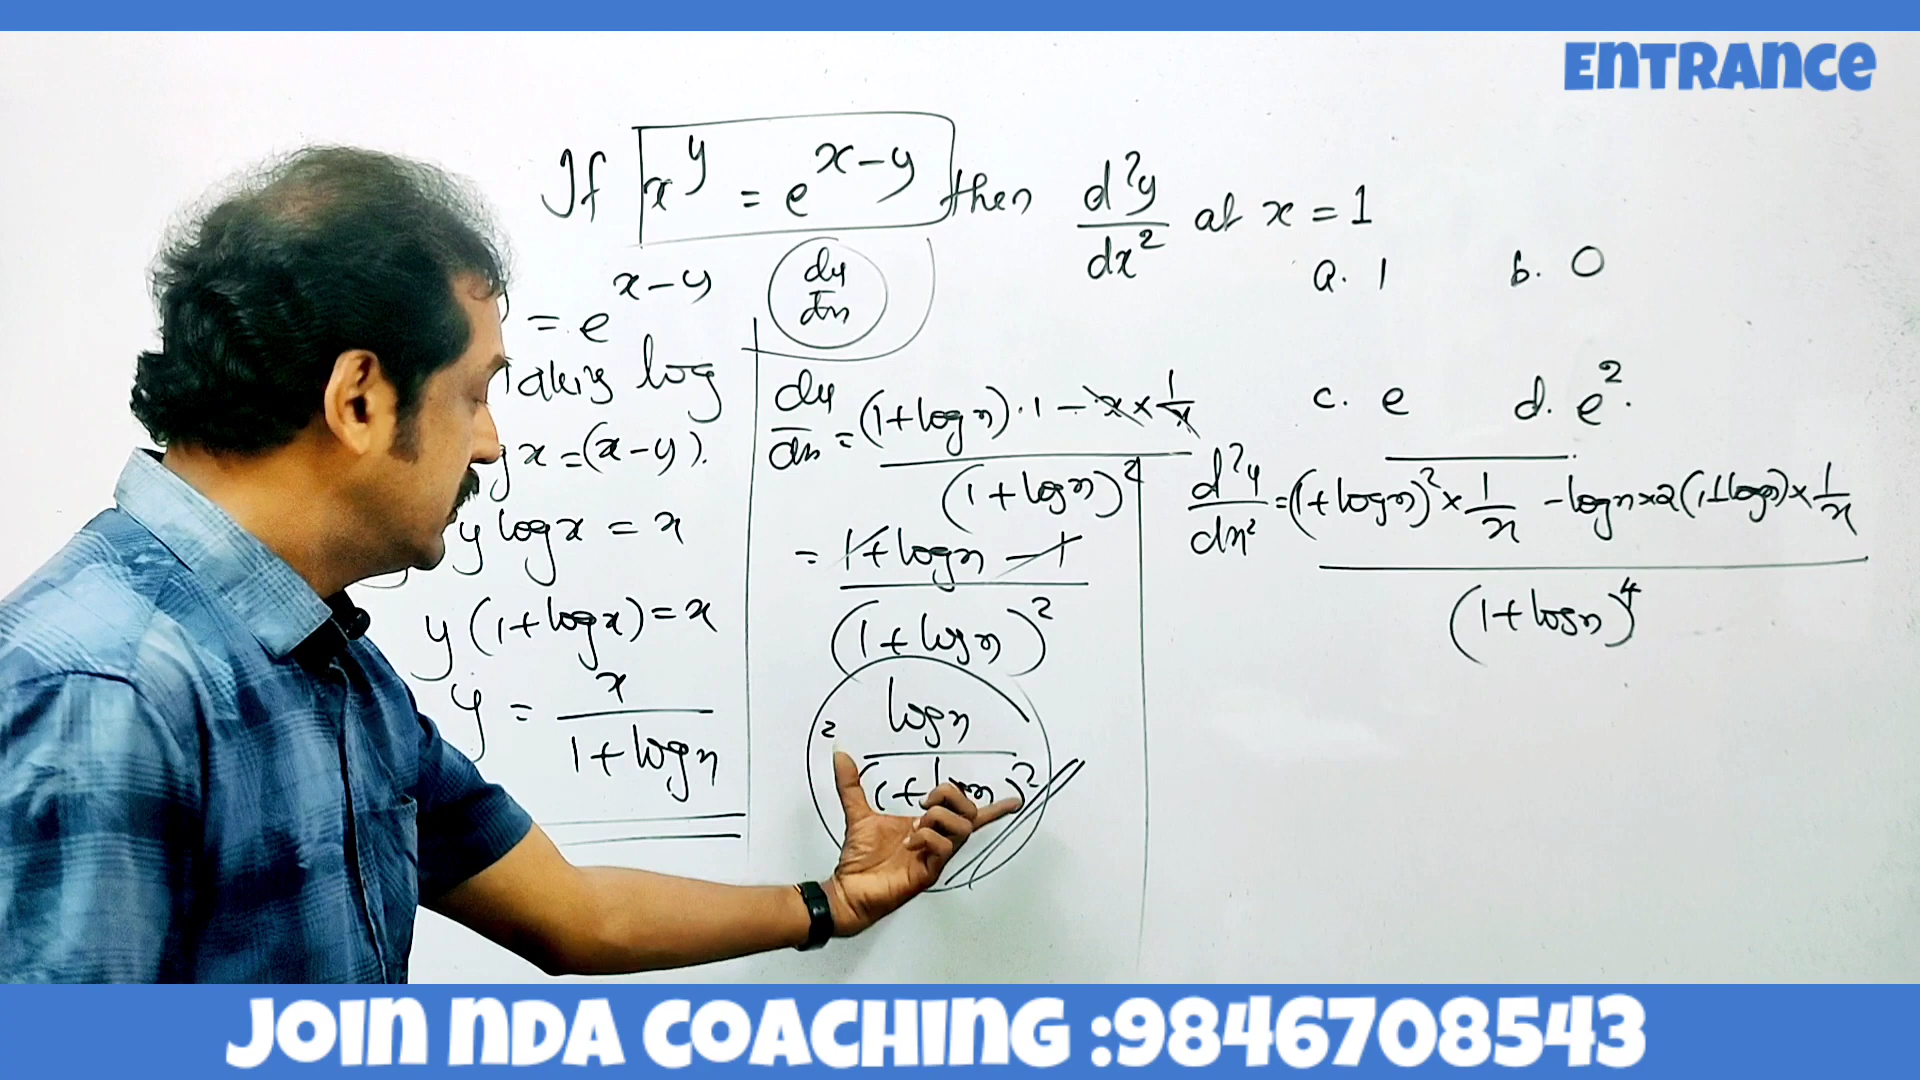 ENTRANCE
If x^y = e^(x-y) then d²y/dx² at x = 1
a. 1 b. 0
c. e d. e².
= e^(x-y)
Taking log
x = (x-y).
y log x = x
y (1+log x) = x
y = x / (1+log x)
dy/dx
dy/dx = ((1+log x)·1 - x × 1/x) / (1+log x)²
= (1+log x - 1) / (1+log x)²
= log x / (1+log x)²
d²y/dx² = ((1+log x)² × 1/x - log x × 2(1+log x) × 1/x) / (1+log x)⁴
JOIN NDA COACHING :9846708543